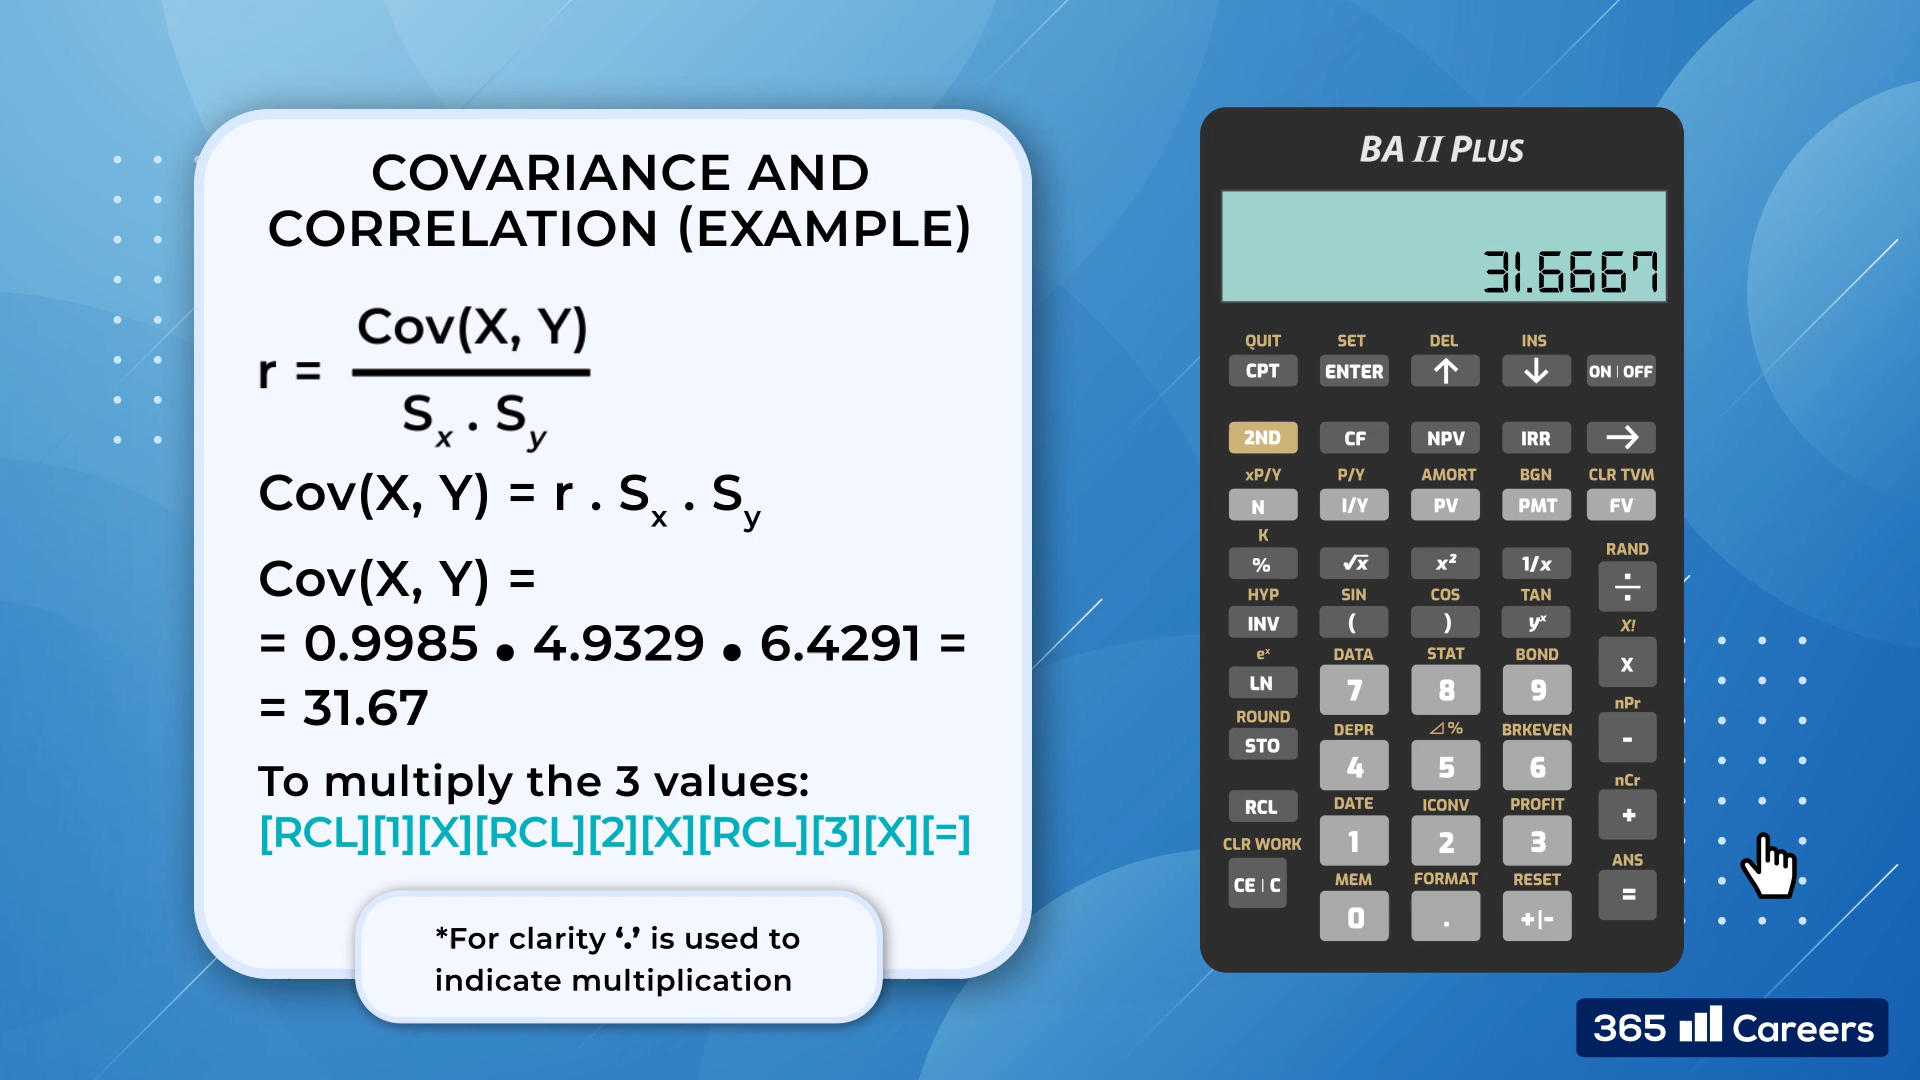 COVARIANCE AND
CORRELATION (EXAMPLE)
r = Cov(X, Y) / Sx . Sy
Cov(X, Y) = r . Sx . Sy
Cov(X, Y) =
= 0.9985 • 4.9329 • 6.4291 =
= 31.67
To multiply the 3 values:
[RCL][1][X][RCL][2][X][RCL][3][X][=]
*For clarity ‘.’ is used to
indicate multiplication
BA II PLUS
31.6667
QUIT SET DEL INS
CPT ENTER ↑ ↓ ON | OFF
2ND CF NPV IRR →
xP/Y P/Y AMORT BGN CLR TVM
N I/Y PV PMT FV
K RAND
% √x x² 1/x ÷
HYP SIN COS TAN X!
INV ( ) yˣ x
eˣ DATA STAT BOND
LN 7 8 9
nPr
ROUND DEPR ⊿% BRKEVEN
STO 4 5 6 -
nCr
DATE ICONV PROFIT
RCL 1 2 3 +
CLR WORK ANS
CE | C =
MEM FORMAT RESET
0 . +|-
365 Careers